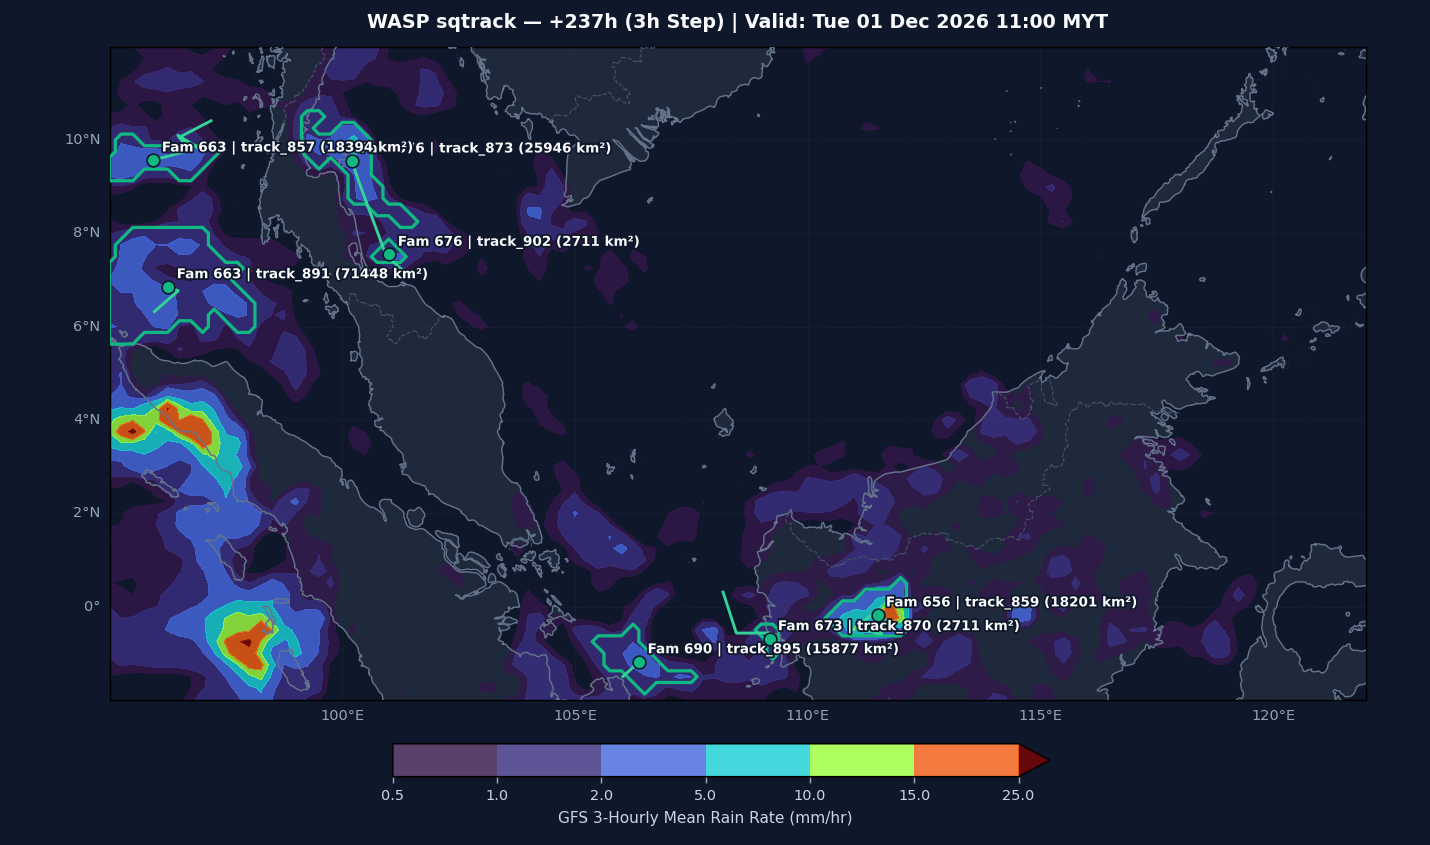 WASP sqtrack — +237h (3h Step) | Valid: Tue 01 Dec 2026 11:00 MYT
10°N
8°N
6°N
4°N
2°N
0°
Fam 663 | track_857 (18394 km²)
6 | track_873 (25946 km²)
Fam 676 | track_902 (2711 km²)
Fam 663 | track_891 (71448 km²)
Fam 656 | track_859 (18201 km²)
Fam 673 | track_870 (2711 km²)
Fam 690 | track_895 (15877 km²)
100°E 105°E 110°E 115°E 120°E
0.5 1.0 2.0 5.0 10.0 15.0 25.0
GFS 3-Hourly Mean Rain Rate (mm/hr)